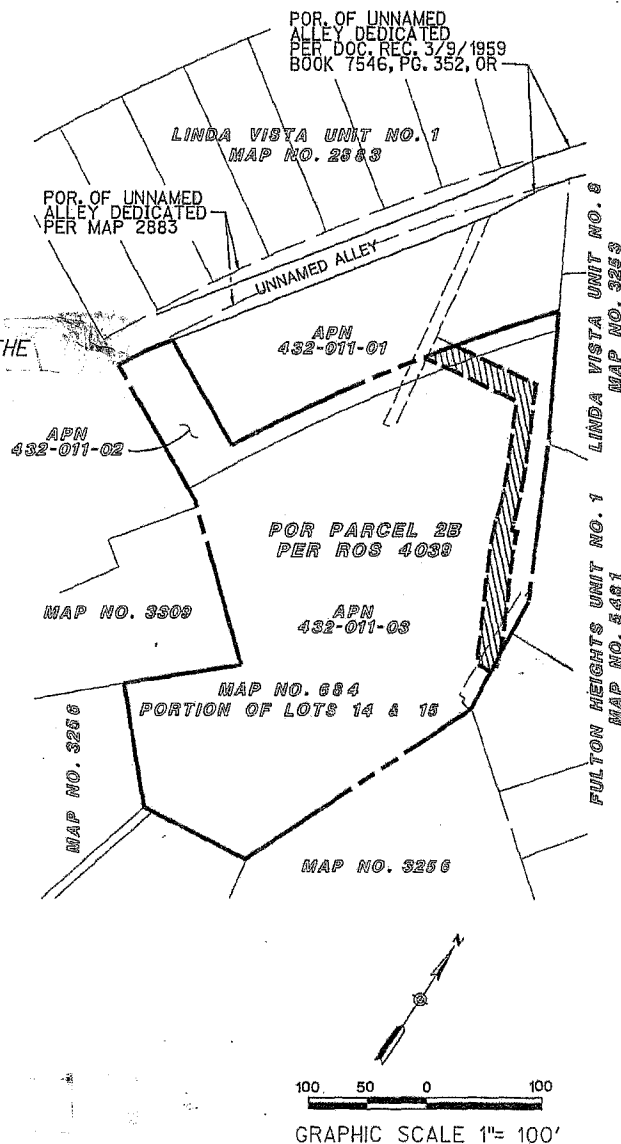 POR. OF UNNAMED
ALLEY DEDICATED
PER DOC. REC. 3/9/1959
BOOK 7546, PG. 352, OR
LINDA VISTA UNIT NO. 1
MAP NO. 2883
POR. OF UNNAMED
ALLEY DEDICATED
PER MAP 2883
UNNAMED ALLEY
LINDA VISTA UNIT NO. 8
MAP NO. 3253
THE
APN
432-011-01
APN
432-011-02
POR PARCEL 2B
PER ROS 4039
MAP NO. 3309
APN
432-011-03
MAP NO. 684
PORTION OF LOTS 14 & 15
FULTON HEIGHTS UNIT NO. 1
MAP NO. 5481
MAP NO. 3256
MAP NO. 3256
N
100 50 0 100
GRAPHIC SCALE 1"= 100'